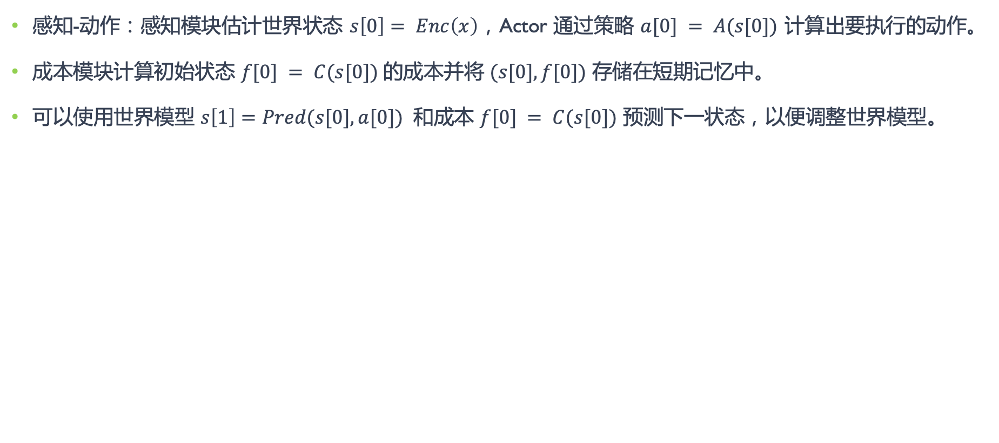 • 感知-动作：感知模块估计世界状态 s[0] = Enc(x)，Actor 通过策略 a[0] = A(s[0]) 计算出要执行的动作。
• 成本模块计算初始状态 f[0] = C(s[0]) 的成本并将 (s[0], f[0]) 存储在短期记忆中。
• 可以使用世界模型 s[1] = Pred(s[0], a[0]) 和成本 f[0] = C(s[0]) 预测下一状态，以便调整世界模型。